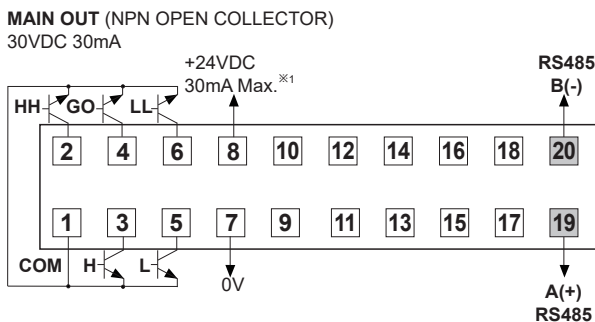 MAIN OUT (NPN OPEN COLLECTOR)
30VDC 30mA
+24VDC
30mA Max.※1
RS485
B(-)
HH GO LL
2 4 6 8 10 12 14 16 18 20
1 3 5 7 9 11 13 15 17 19
COM H L
0V
A(+)
RS485